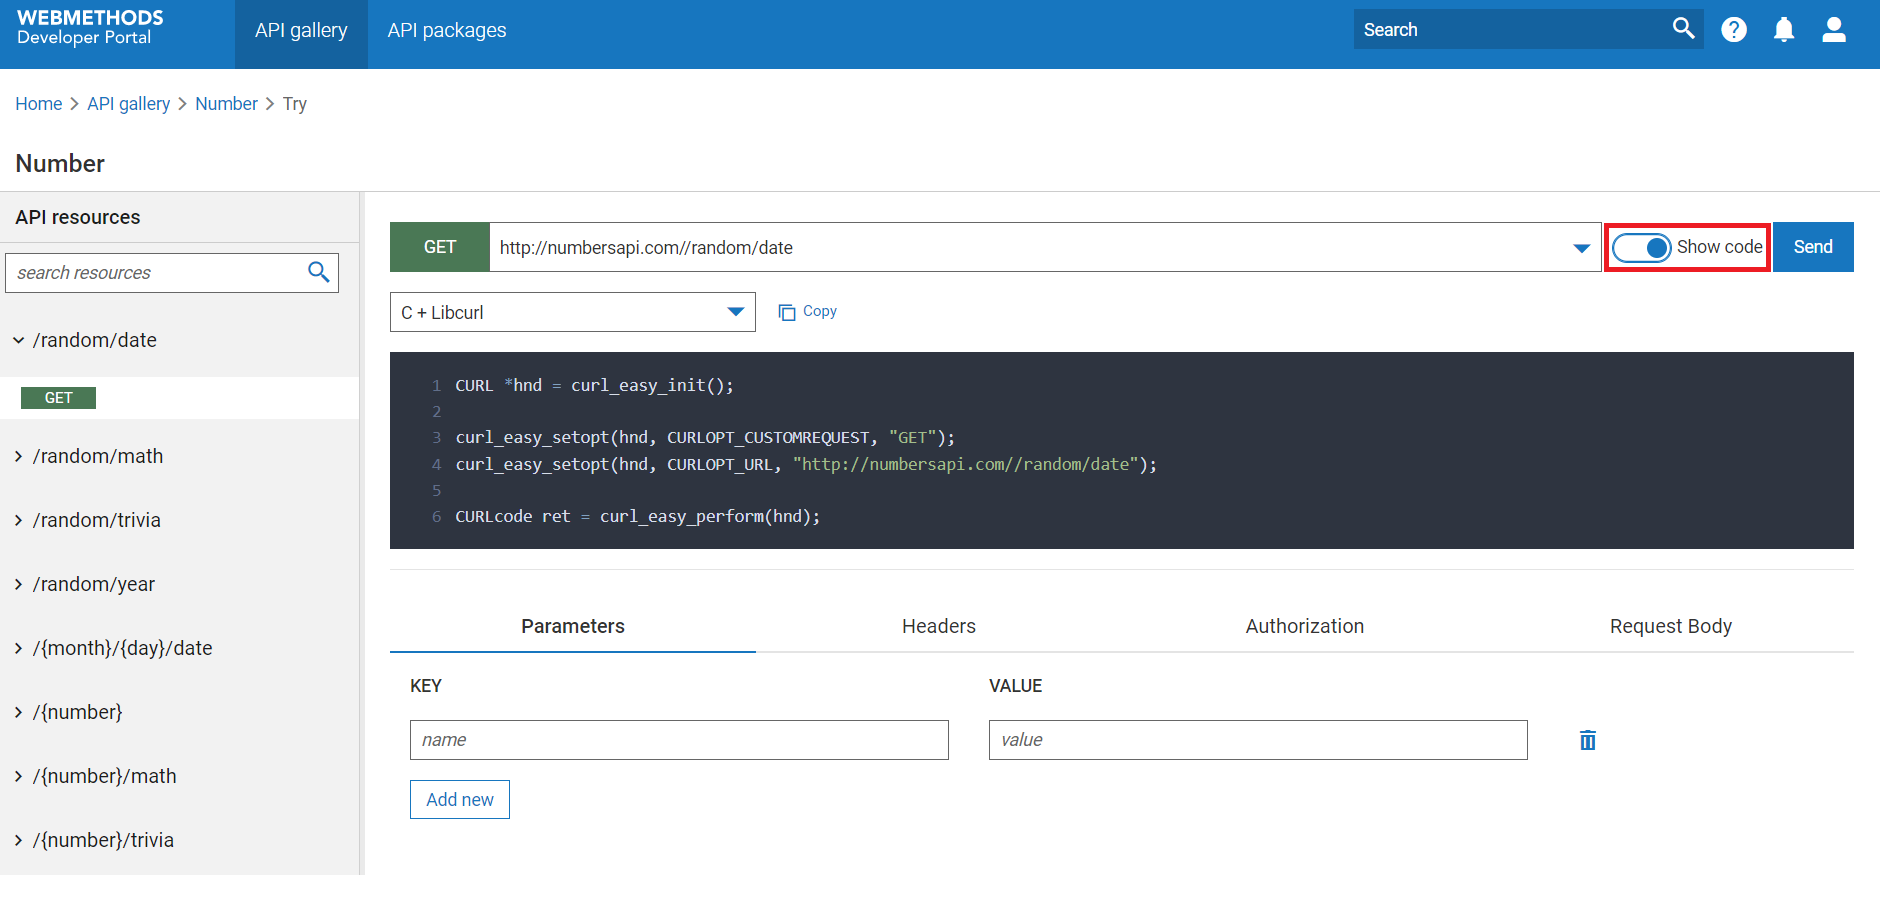 WEBMETHODS
Developer Portal
API gallery
API packages
Search
Home > API gallery > Number > Try
Number
API resources
search resources
/random/date
GET
/random/math
/random/trivia
/random/year
/{month}/{day}/date
/{number}
/{number}/math
/{number}/trivia
GET http://numbersapi.com//random/date Show code Send
C + Libcurl Copy
1 CURL *hnd = curl_easy_init();
2
3 curl_easy_setopt(hnd, CURLOPT_CUSTOMREQUEST, "GET");
4 curl_easy_setopt(hnd, CURLOPT_URL, "http://numbersapi.com//random/date");
5
6 CURLcode ret = curl_easy_perform(hnd);
Parameters Headers Authorization Request Body
KEY VALUE
name value
Add new